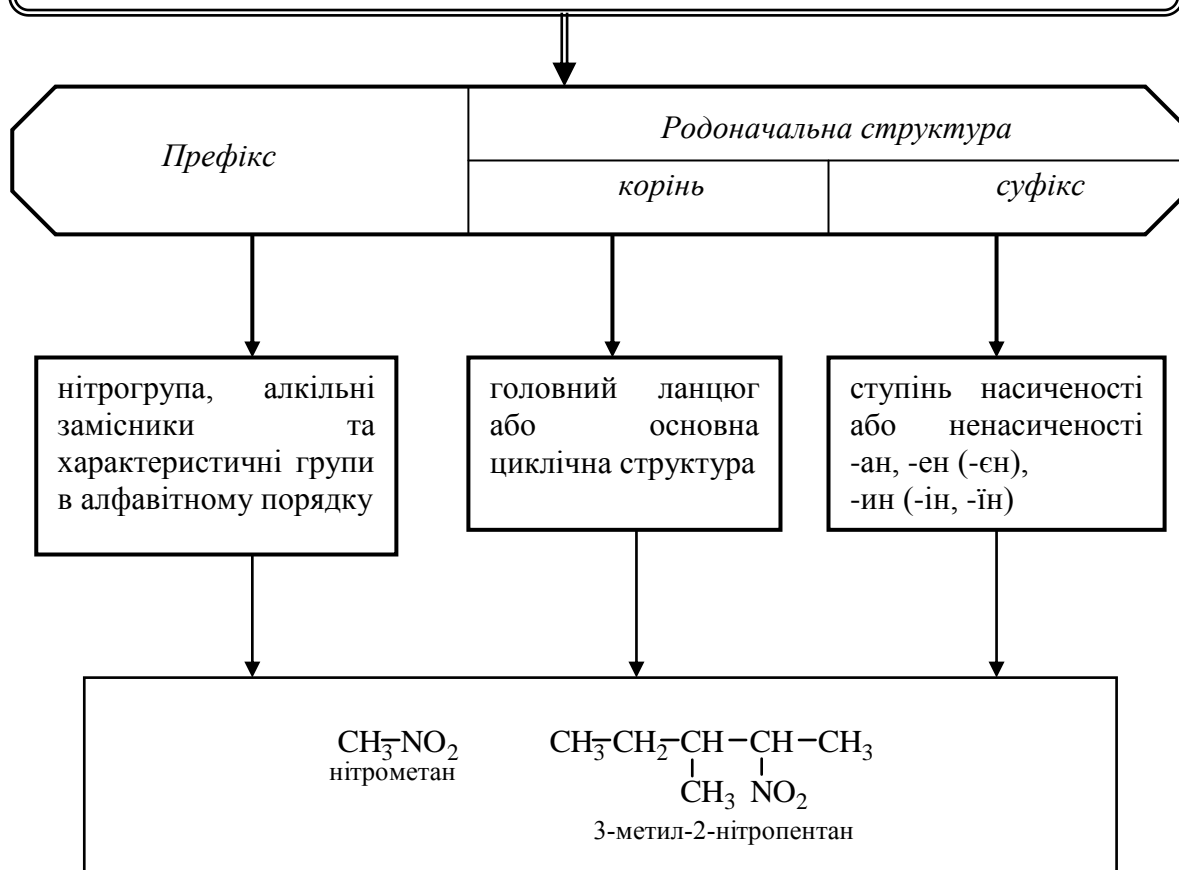 Префікс
Родоначальна структура
корінь
суфікс
нітрогрупа, алкільні
замісники та
характеристичні групи
в алфавітному порядку
головний ланцюг
або основна
циклічна структура
ступінь насиченості
або ненасиченості
-ан, -ен (-єн),
-ин (-ін, -їн)
CH₃–NO₂
нітрометан
CH₃–CH₂–CH–CH–CH₃
CH₃ NO₂
3-метил-2-нітропентан